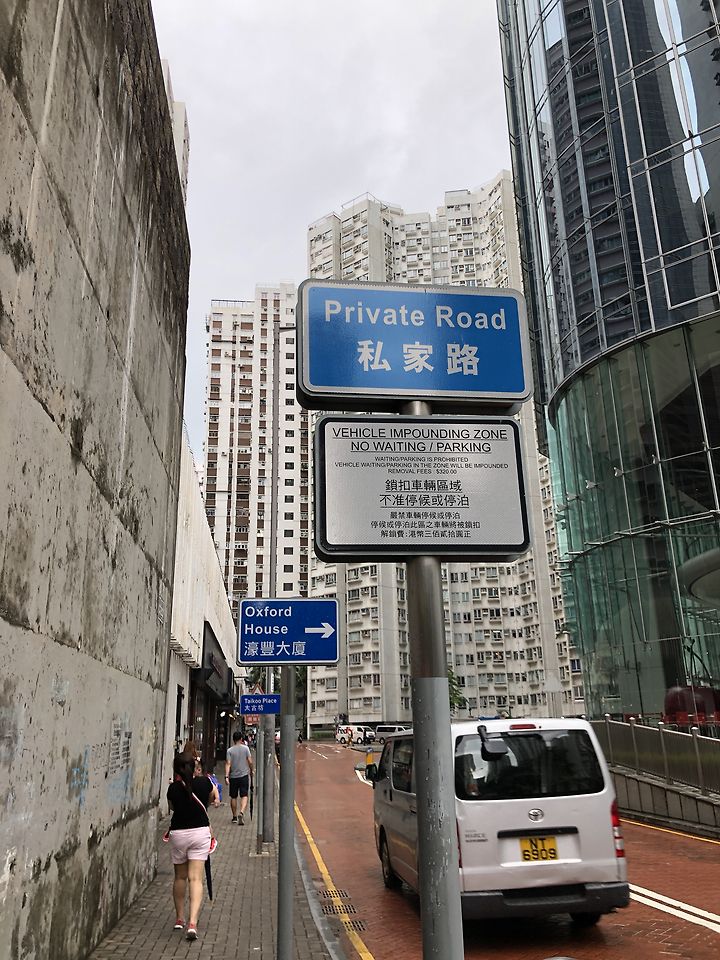 Private Road
私家路
VEHICLE IMPOUNDING ZONE
NO WAITING / PARKING
WAITING/PARKING IS PROHIBITED
VEHICLE WAITING/PARKING IN THE ZONE WILL BE IMPOUNDED
REMOVAL FEES : $320.00
鎖扣車輛區域
不准停候或停泊
嚴禁車輛停候或停泊
停候或停泊此區之車輛將被鎖扣
解鎖費:港幣三佰貳拾圓正
Oxford
House
濠豐大廈
Taikoo Place
太古坊
NT
6909